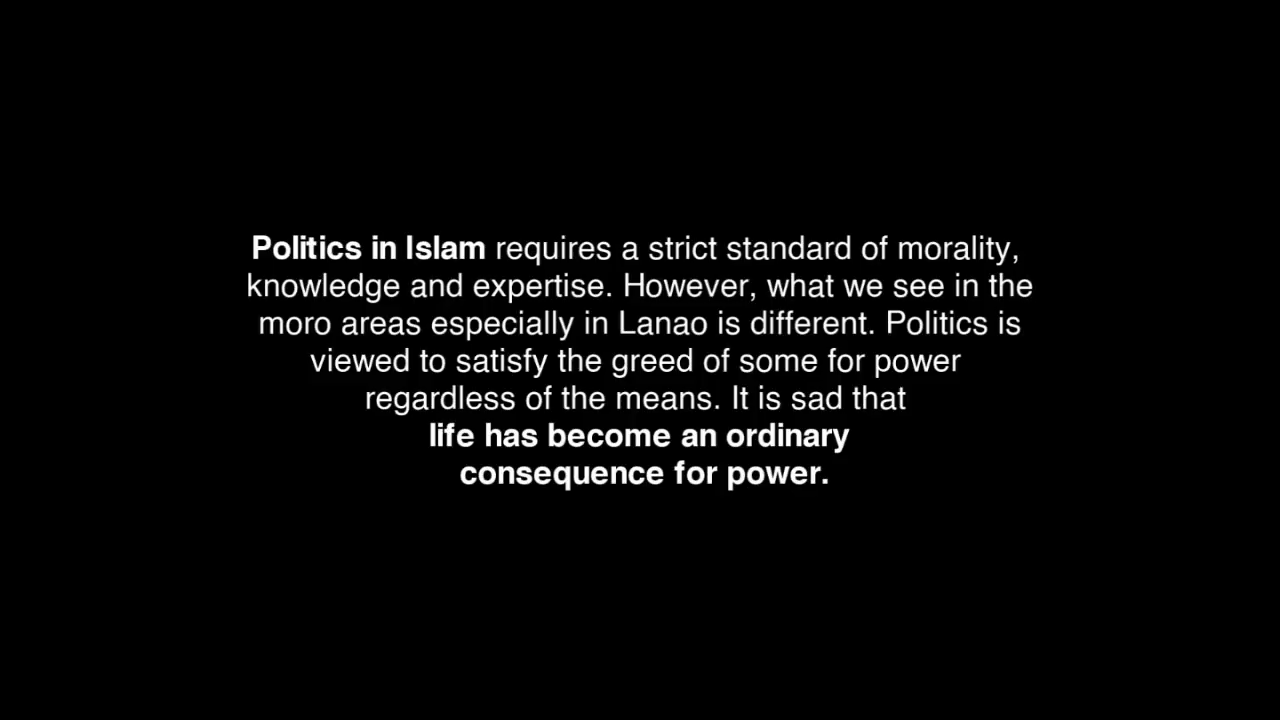 Politics in Islam requires a strict standard of morality,
knowledge and expertise. However, what we see in the
moro areas especially in Lanao is different. Politics is
viewed to satisfy the greed of some for power
regardless of the means. It is sad that
life has become an ordinary
consequence for power.